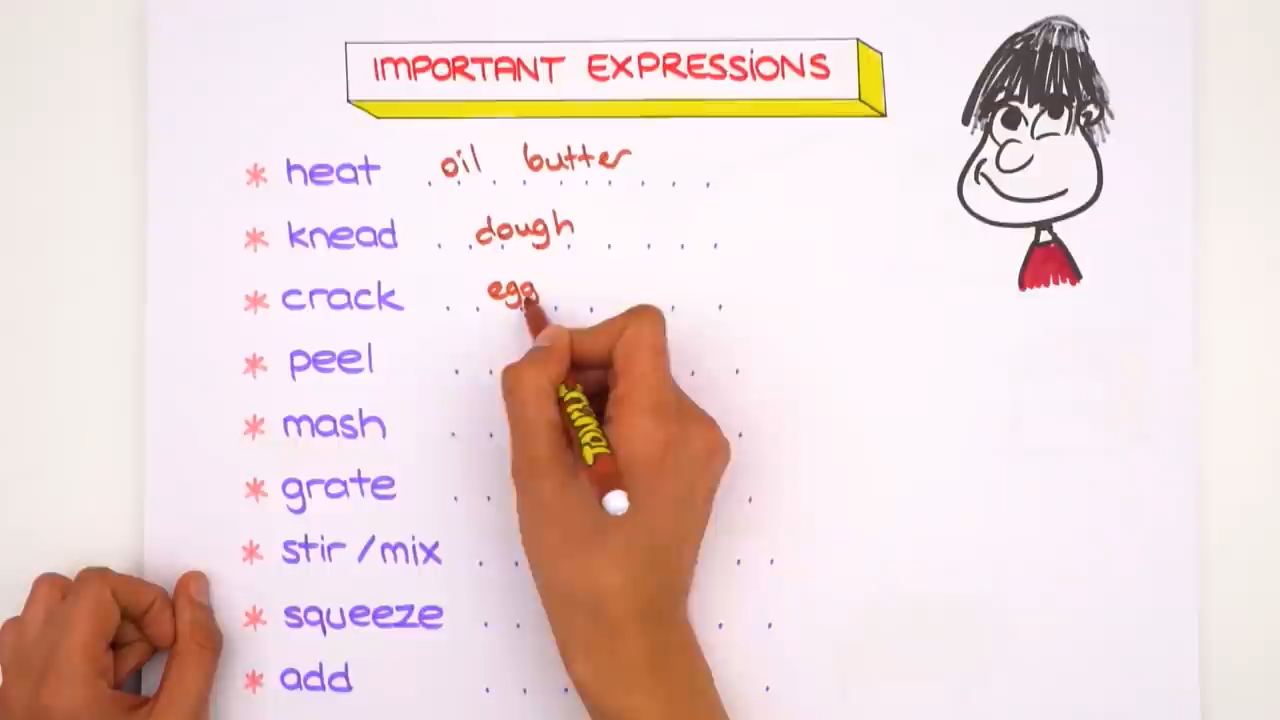 IMPORTANT EXPRESSIONS
* heat oil butter
* knead dough
* crack egg
* peel
* mash
* grate
* stir / mix
* squeeze
* add